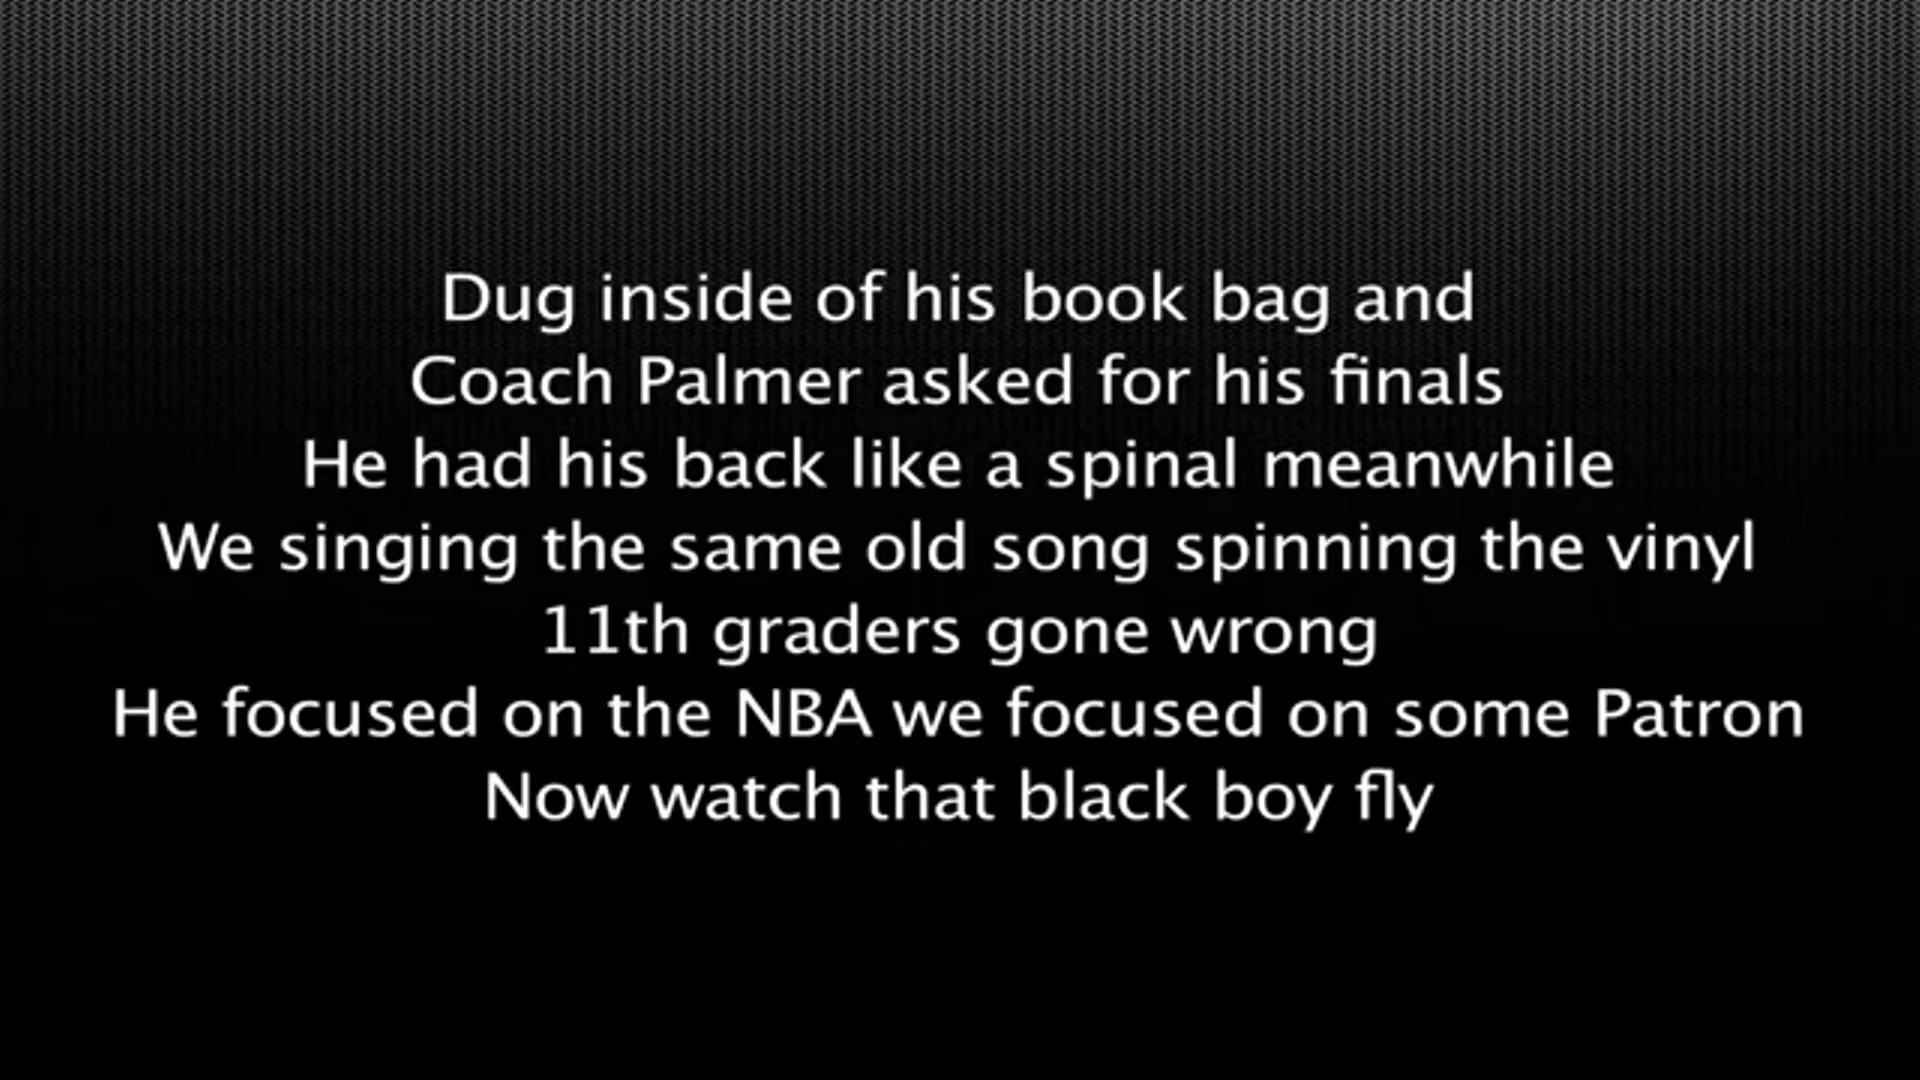 Dug inside of his book bag and
Coach Palmer asked for his finals
He had his back like a spinal meanwhile
We singing the same old song spinning the vinyl
11th graders gone wrong
He focused on the NBA we focused on some Patron
Now watch that black boy fly